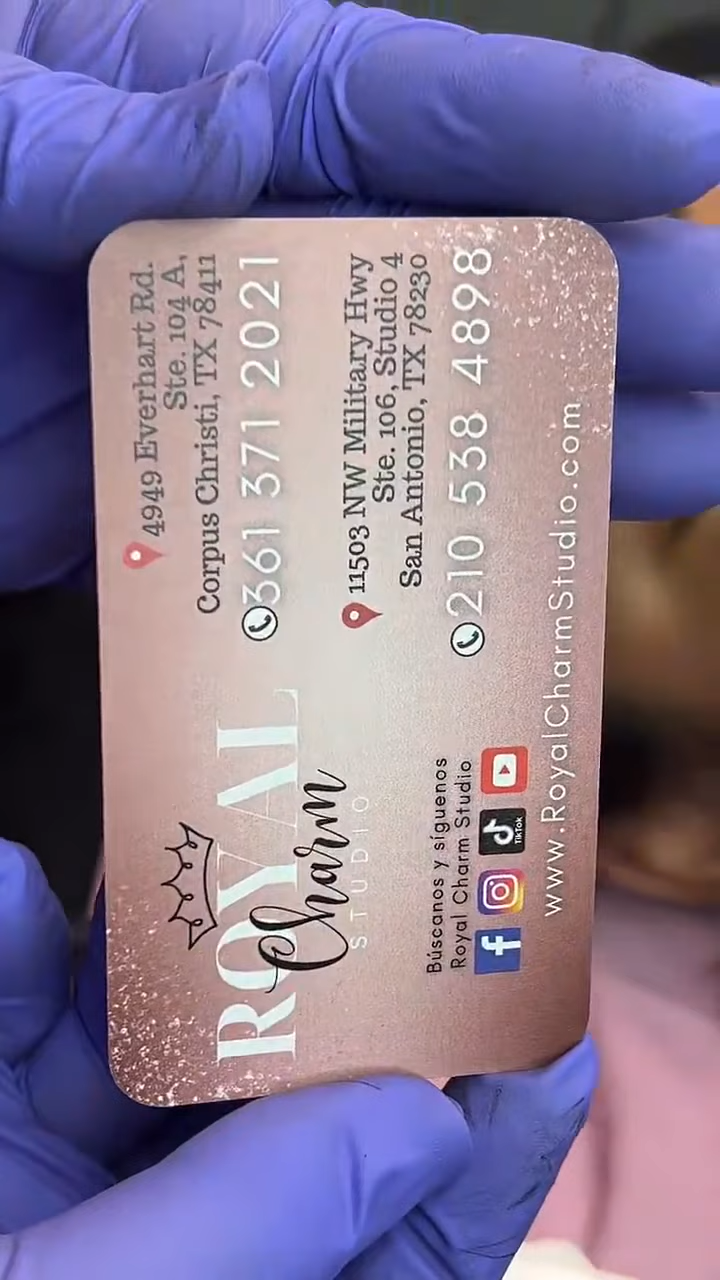 ROYAL
Charm
STUDIO
Búscanos y síguenos
Royal Charm Studio
TikTok
4949 Everhart Rd.
Ste. 104 A,
Corpus Christi, TX 78411
361 371 2021
11503 NW Military Hwy
Ste. 106, Studio 4
San Antonio, TX 78230
210 538 4898
www.RoyalCharmStudio.com